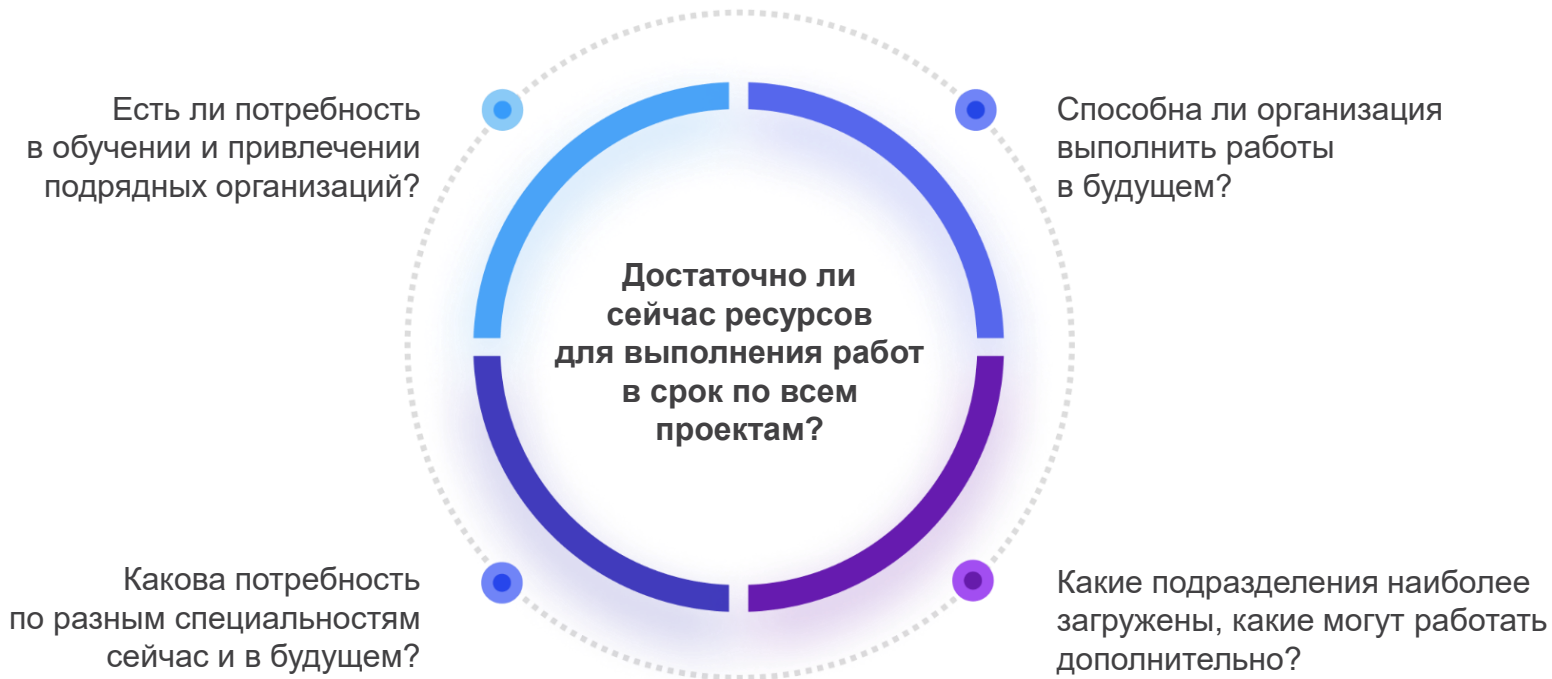 Есть ли потребность
в обучении и привлечении
подрядных организаций?
Способна ли организация
выполнить работы
в будущем?
Достаточно ли
сейчас ресурсов
для выполнения работ
в срок по всем
проектам?
Какова потребность
по разным специальностям
сейчас и в будущем?
Какие подразделения наиболее
загружены, какие могут работать
дополнительно?